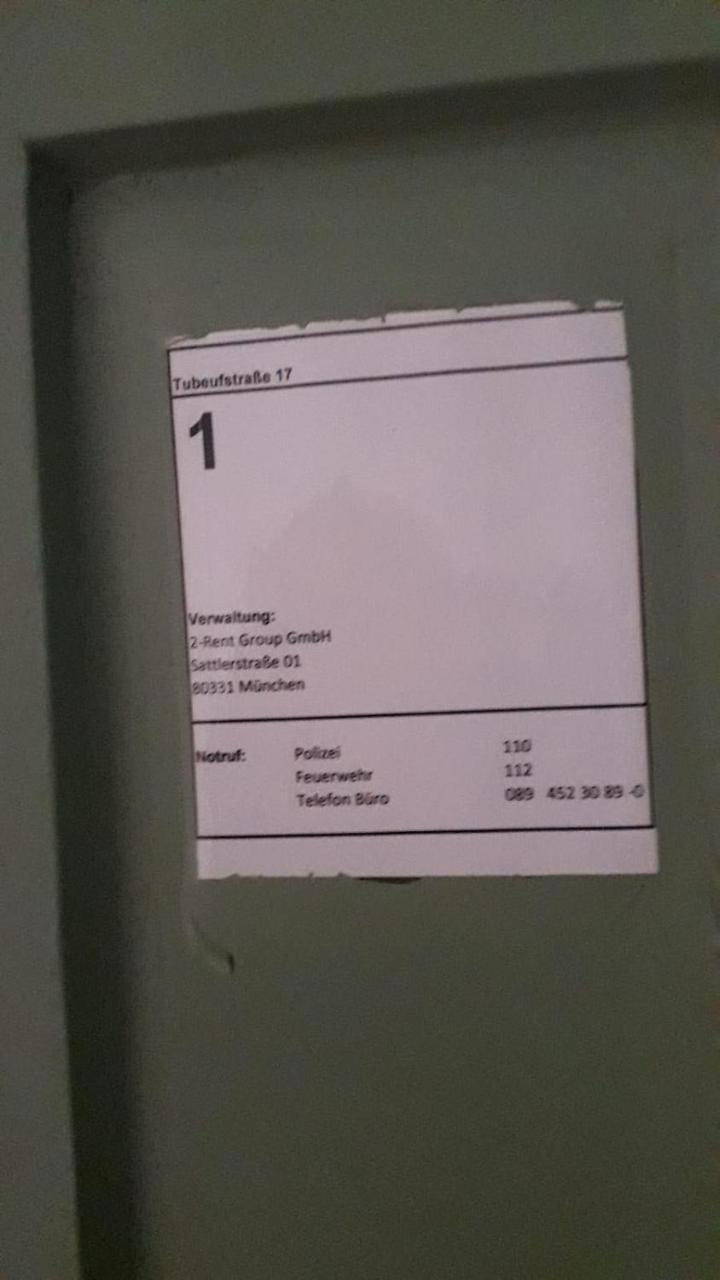 Tubeufstraße 17
1
Verwaltung:
2-Rent Group GmbH
Sattlerstraße 01
80331 München
Notruf: Polizei 110
Feuerwehr 112
Telefon Büro 089 452 30 89 -0